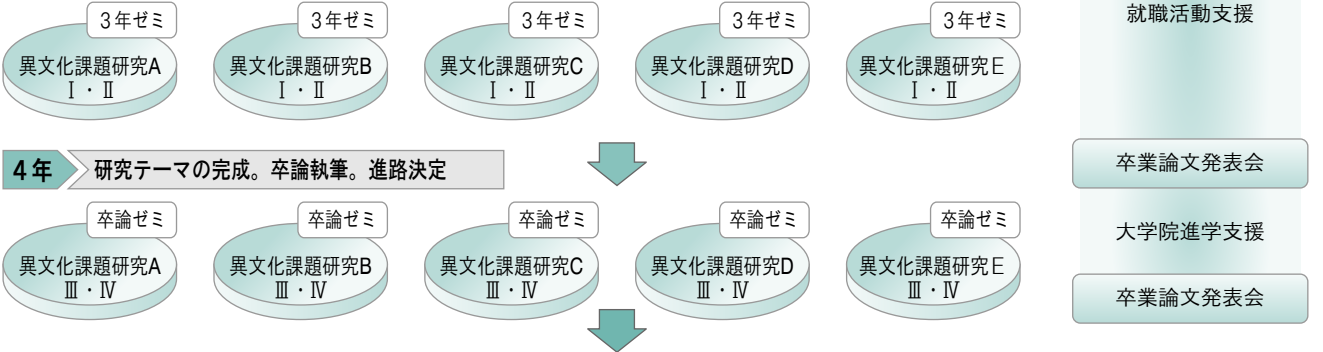 3年ゼミ
異文化課題研究A
Ⅰ・Ⅱ
3年ゼミ
異文化課題研究B
Ⅰ・Ⅱ
3年ゼミ
異文化課題研究C
Ⅰ・Ⅱ
3年ゼミ
異文化課題研究D
Ⅰ・Ⅱ
3年ゼミ
異文化課題研究E
Ⅰ・Ⅱ
就職活動支援
4年
研究テーマの完成。卒論執筆。進路決定
卒業論文発表会
卒論ゼミ
異文化課題研究A
Ⅲ・Ⅳ
卒論ゼミ
異文化課題研究B
Ⅲ・Ⅳ
卒論ゼミ
異文化課題研究C
Ⅲ・Ⅳ
卒論ゼミ
異文化課題研究D
Ⅲ・Ⅳ
卒論ゼミ
異文化課題研究E
Ⅲ・Ⅳ
大学院進学支援
卒業論文発表会